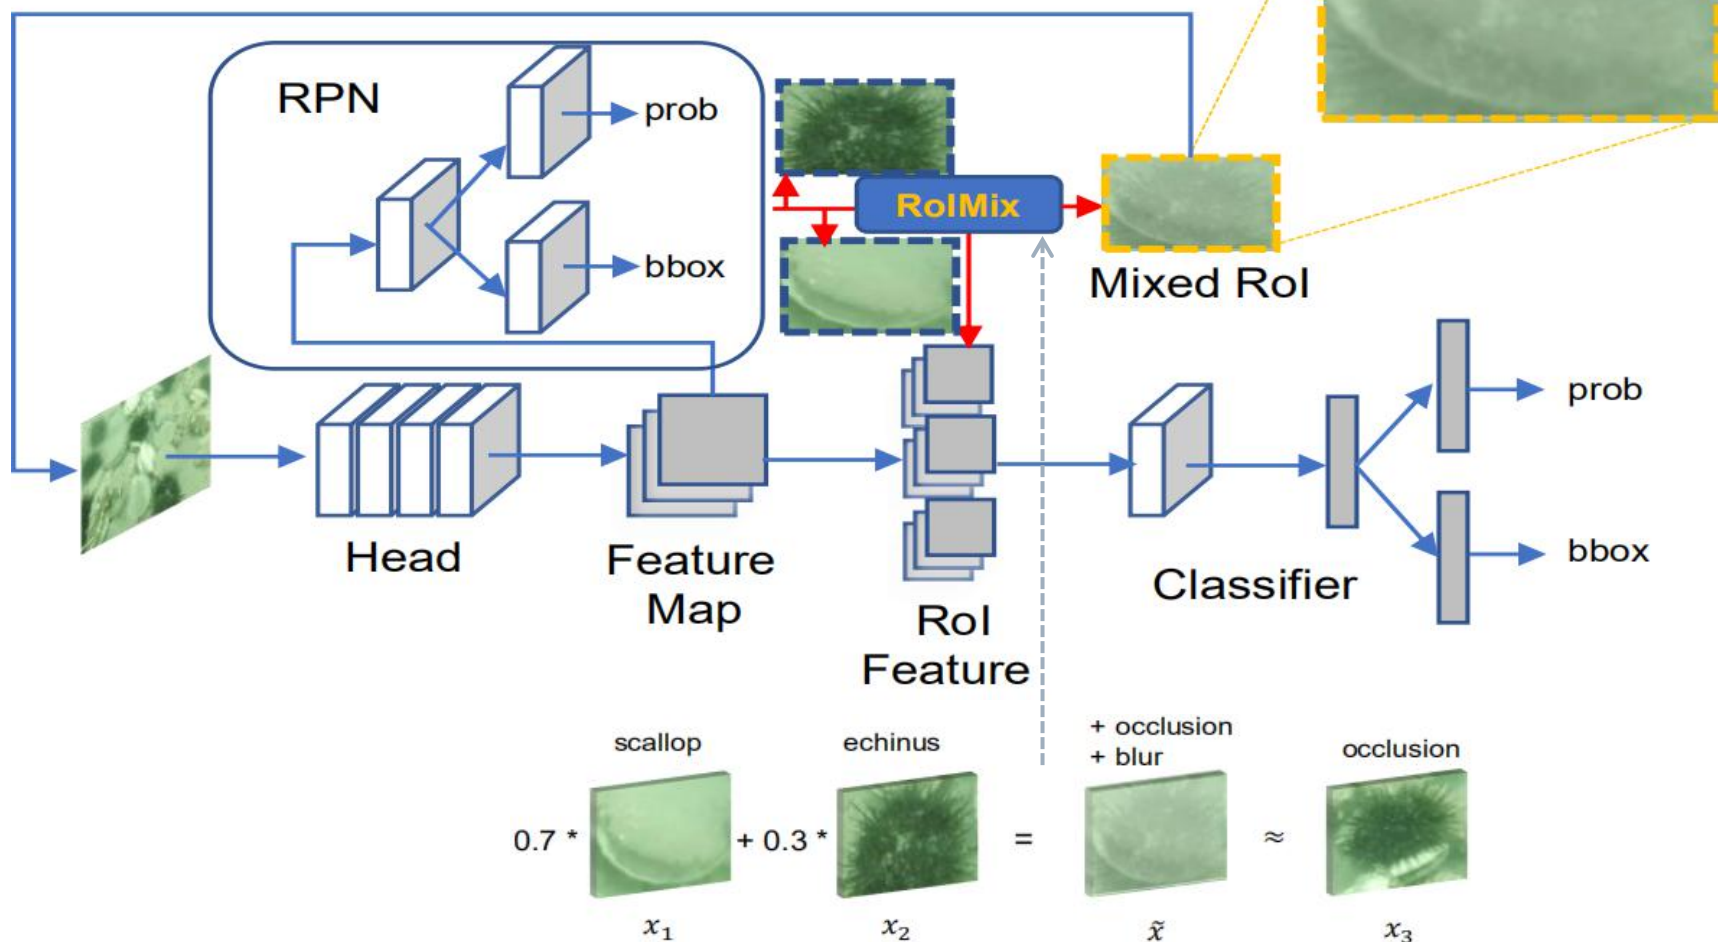 RPN
prob
bbox
RoIMix
Mixed RoI
Head
Feature
Map
RoI
Feature
Classifier
prob
bbox
scallop
echinus
+ occlusion
+ blur
occlusion
0.7 *
+ 0.3 *
=
≈
x₁
x₂
x̃
x₃